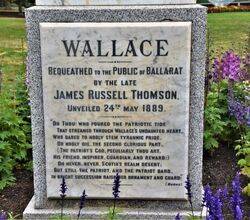 WALLACE
BEQUEATHED TO THE PUBLIC OF BALLARAT
BY THE LATE
JAMES RUSSELL THOMSON.
UNVEILED 24TH MAY 1889.
OH THOU WHO POURED THE PATRIOTIC TIDE
THAT STREAMED THROUGH WALLACE'S UNDAUNTED HEART,
WHO DARED TO NOBLY STEM TYRANNIC PRIDE,
OR NOBLY DIE, THE SECOND GLORIOUS PART,
(THE PATRIOT'S GOD, PECULIARLY THOU ART,
HIS FRIEND, INSPIRER, GUARDIAN, AND REWARD!)
OH NEVER, NEVER, SCOTIA'S REALM DESERT;
BUT STILL THE PATRIOT, AND THE PATRIOT BARD,
IN BRIGHT SUCCESSION RAISE, HER ORNAMENT AND GUARD!
(BURNS)